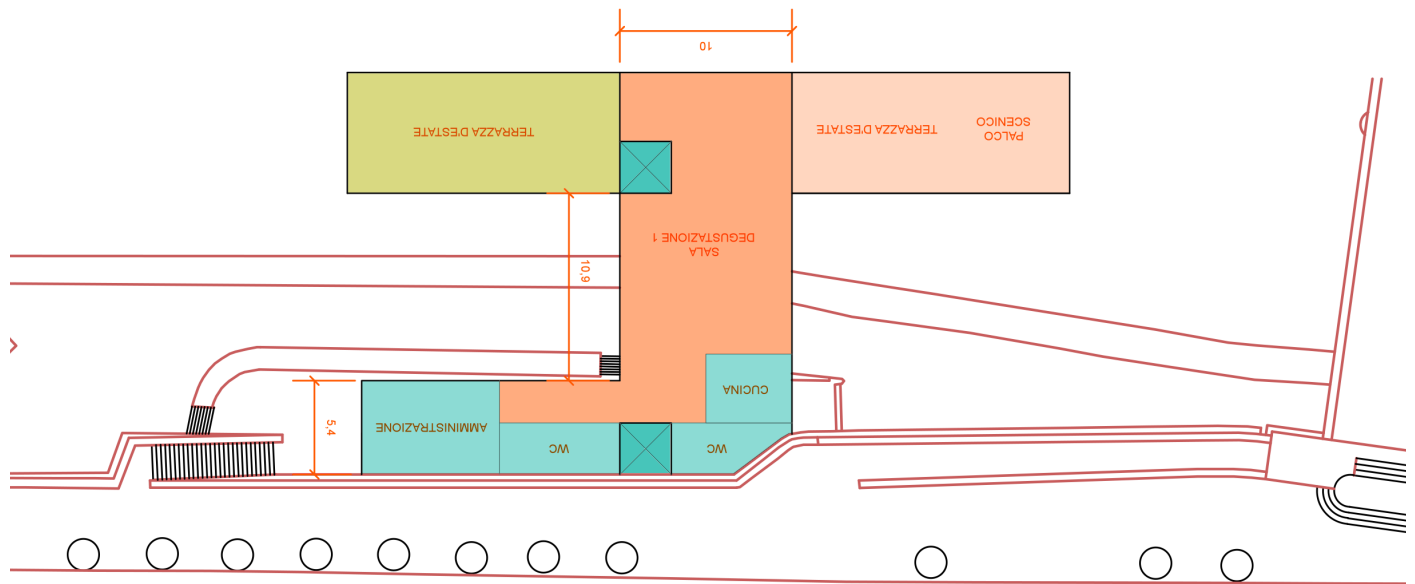 10
TERRAZZA D'ESTATE
TERRAZZA D'ESTATE
PALCO
SCENICO
SALA
DEGUSTAZIONE 1
10,9
CUCINA
5,4
AMMINISTRAZIONE
WC
WC